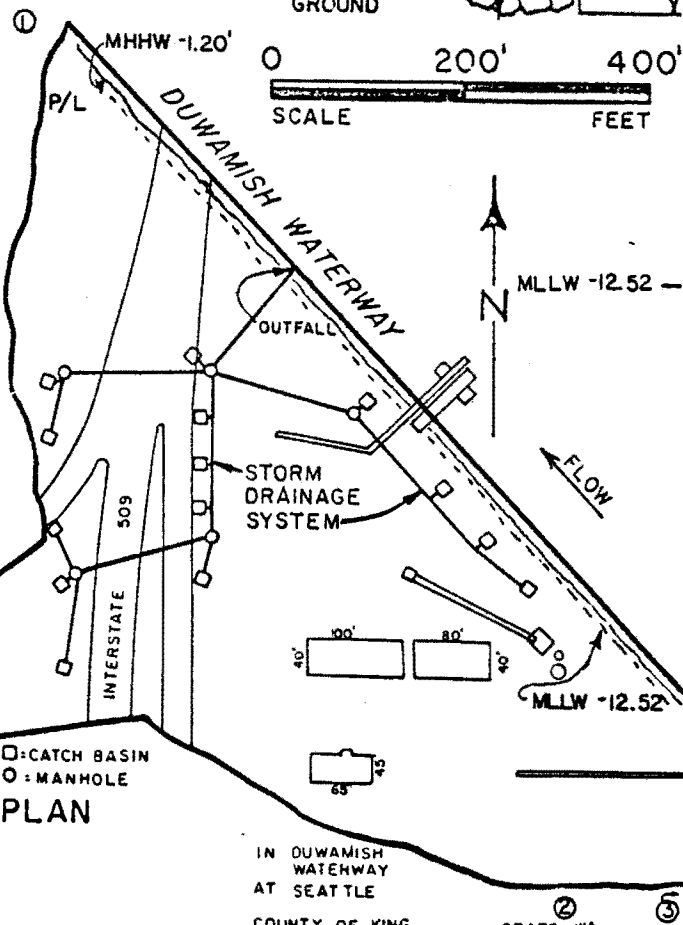 GROUND
①
MHHW -1.20'
P/L
0 200' 400'
SCALE FEET
DUWAMISH WATERWAY
MLLW -12.52
N
OUTFALL
FLOW
STORM
DRAINAGE
SYSTEM
509
INTERSTATE
100'
40'
80'
40'
MLLW -12.52'
45'
65'
□ : CATCH BASIN
○ : MANHOLE
PLAN
IN DUWAMISH
WATERWAY
AT SEATTLE
COUNTY OF KING
② ③